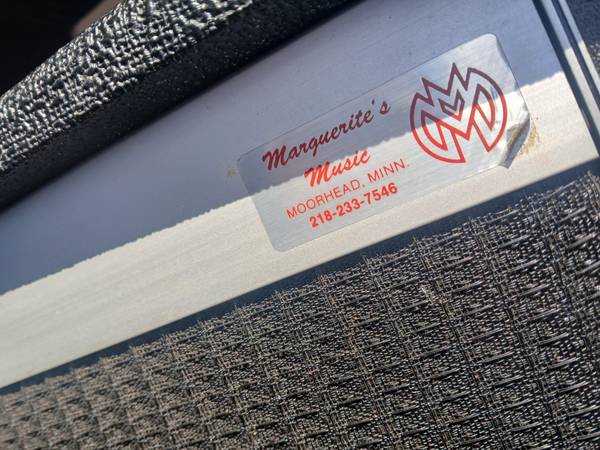 Marguerite's
Music
MOORHEAD, MINN.
218-233-7546